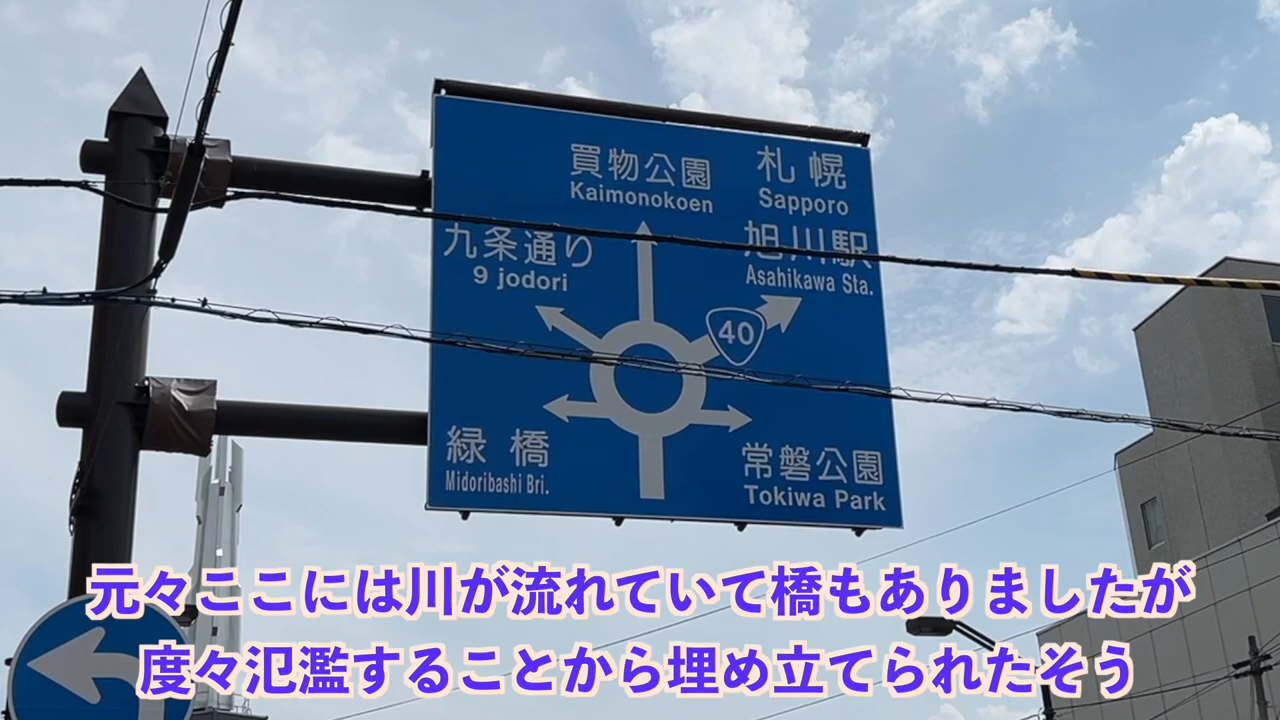 買物公園
Kaimonokoen
札幌
Sapporo
九条通り
9 jodori
旭川駅
Asahikawa Sta.
40
緑橋
Midoribashi Bri.
常磐公園
Tokiwa Park
元々ここには川が流れていて橋もありましたが
度々氾濫することから埋め立てられたそう